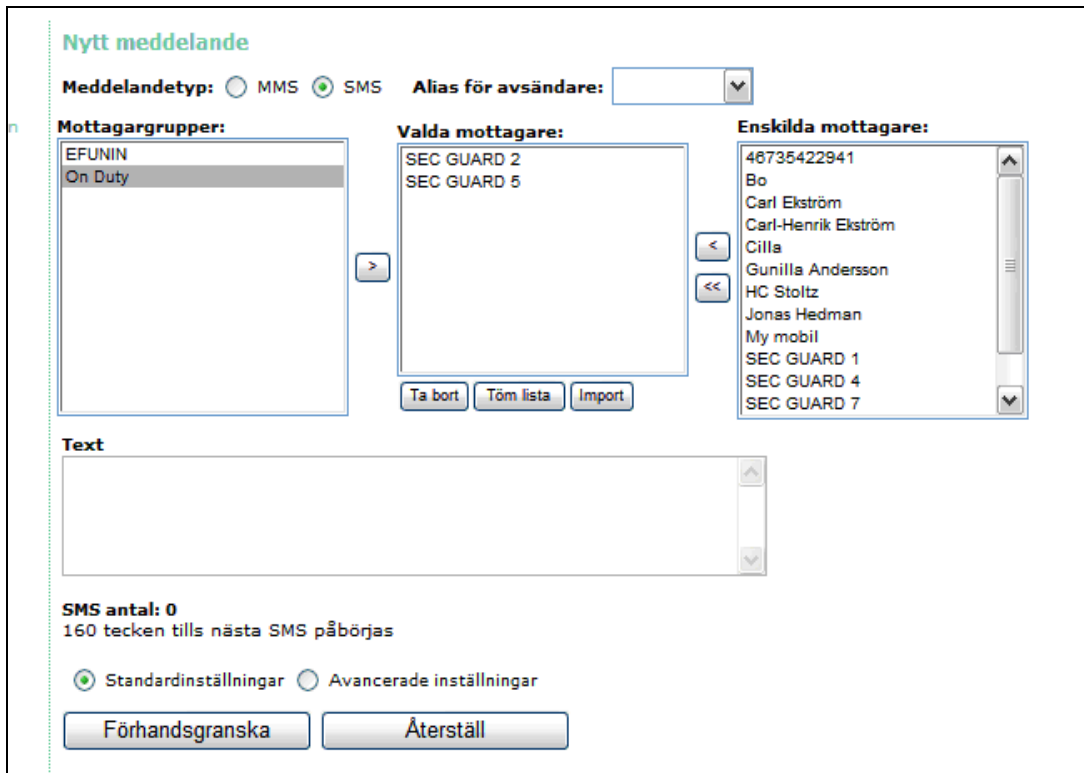 Nytt meddelande
Meddelandetyp: MMS SMS Alias för avsändare:
n
Mottagargrupper:
EFUNIN
On Duty
>
Valda mottagare:
SEC GUARD 2
SEC GUARD 5
Ta bort Töm lista Import
<
<<
Enskilda mottagare:
46735422941
Bo
Carl Ekström
Carl-Henrik Ekström
Cilla
Gunilla Andersson
HC Stoltz
Jonas Hedman
My mobil
SEC GUARD 1
SEC GUARD 4
SEC GUARD 7
Text
SMS antal: 0
160 tecken tills nästa SMS påbörjas
Standardinställningar Avancerade inställningar
Förhandsgranska Återställ